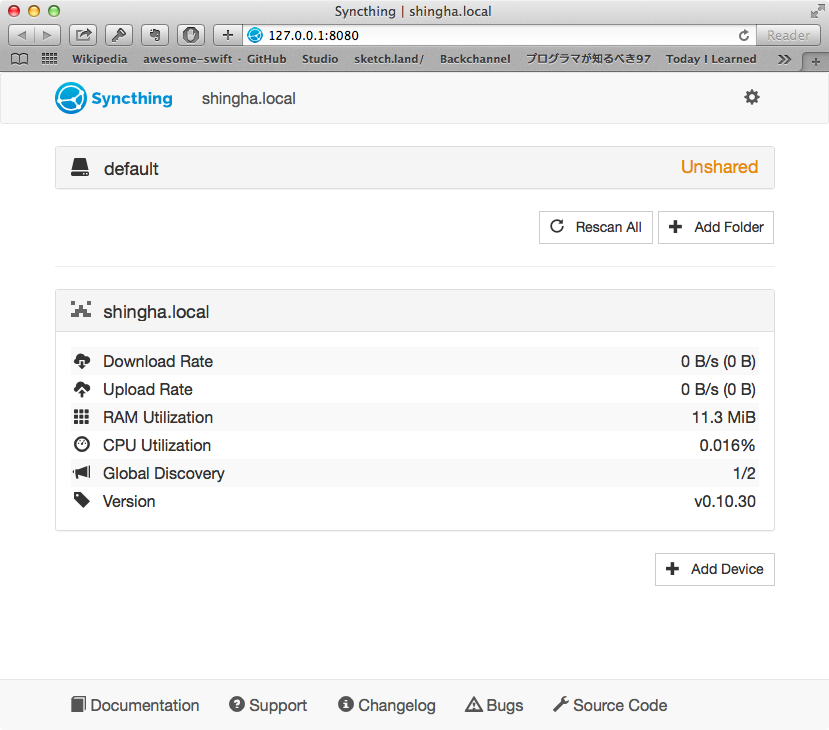 Syncthing | shingha.local
127.0.0.1:8080
Reader
Wikipedia awesome-swift · GitHub Studio sketch.land/ Backchannel プログラマが知るべき97 Today I Learned
Syncthing shingha.local
default Unshared
Rescan All Add Folder
shingha.local
Download Rate 0 B/s (0 B)
Upload Rate 0 B/s (0 B)
RAM Utilization 11.3 MiB
CPU Utilization 0.016%
Global Discovery 1/2
Version v0.10.30
Add Device
Documentation Support Changelog Bugs Source Code